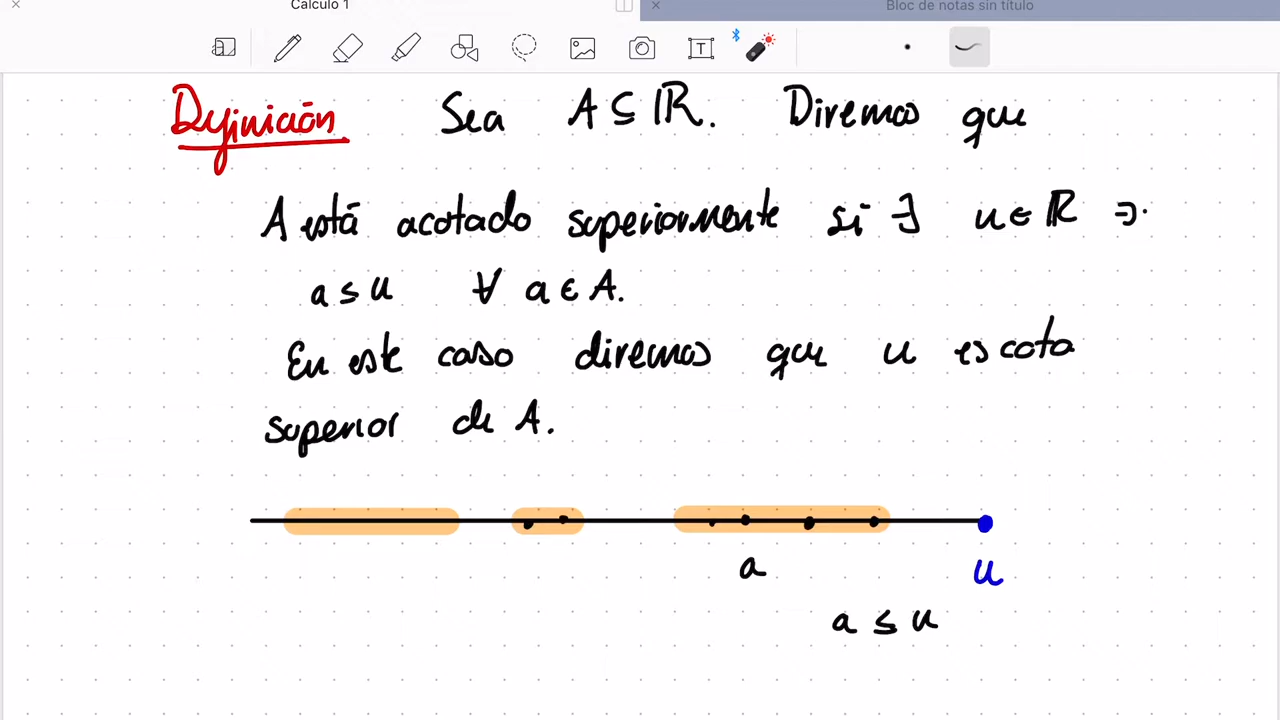 Calculo 1
Bloc de notas sin título
Definición Sea A ⊆ ℝ. Diremos que
A está acotado superiormente si ∃ u ∈ ℝ ∋·
a ≤ u ∀ a ∈ A.
En este caso diremos que u es cota
superior de A.
a
u
a ≤ u